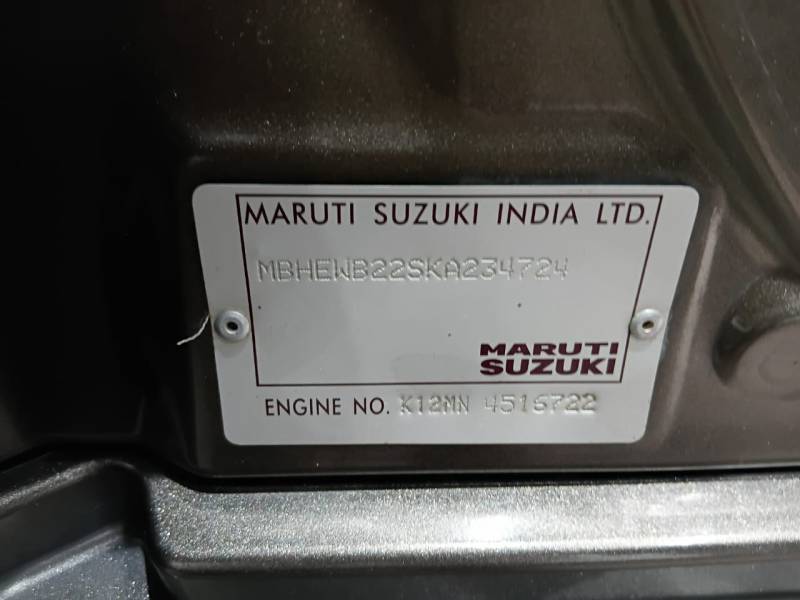 MARUTI SUZUKI INDIA LTD.
MBHEWB22SKA234724
MARUTI
SUZUKI
ENGINE NO. K12MN 4516722